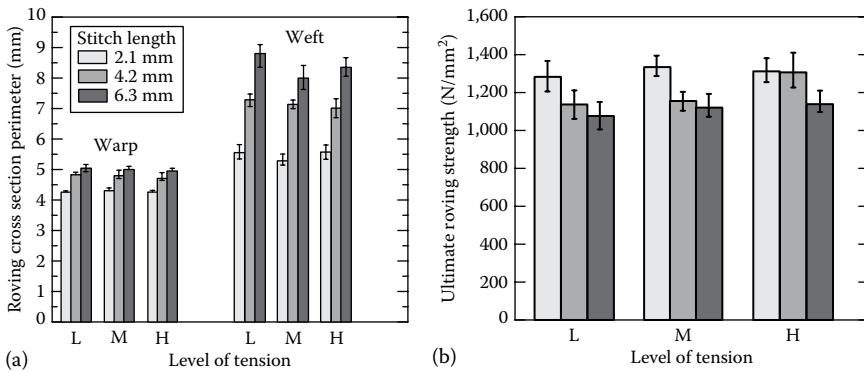 10
9
8
7
6
5
4
3
2
1
0
Roving cross section perimeter (mm)
Stitch length
2.1 mm
4.2 mm
6.3 mm
Warp
Weft
L M H L M H
Level of tension
(a)
1,600
1,400
1,200
1,000
800
600
400
200
0
Ultimate roving strength (N/mm²)
L M H
Level of tension
(b)